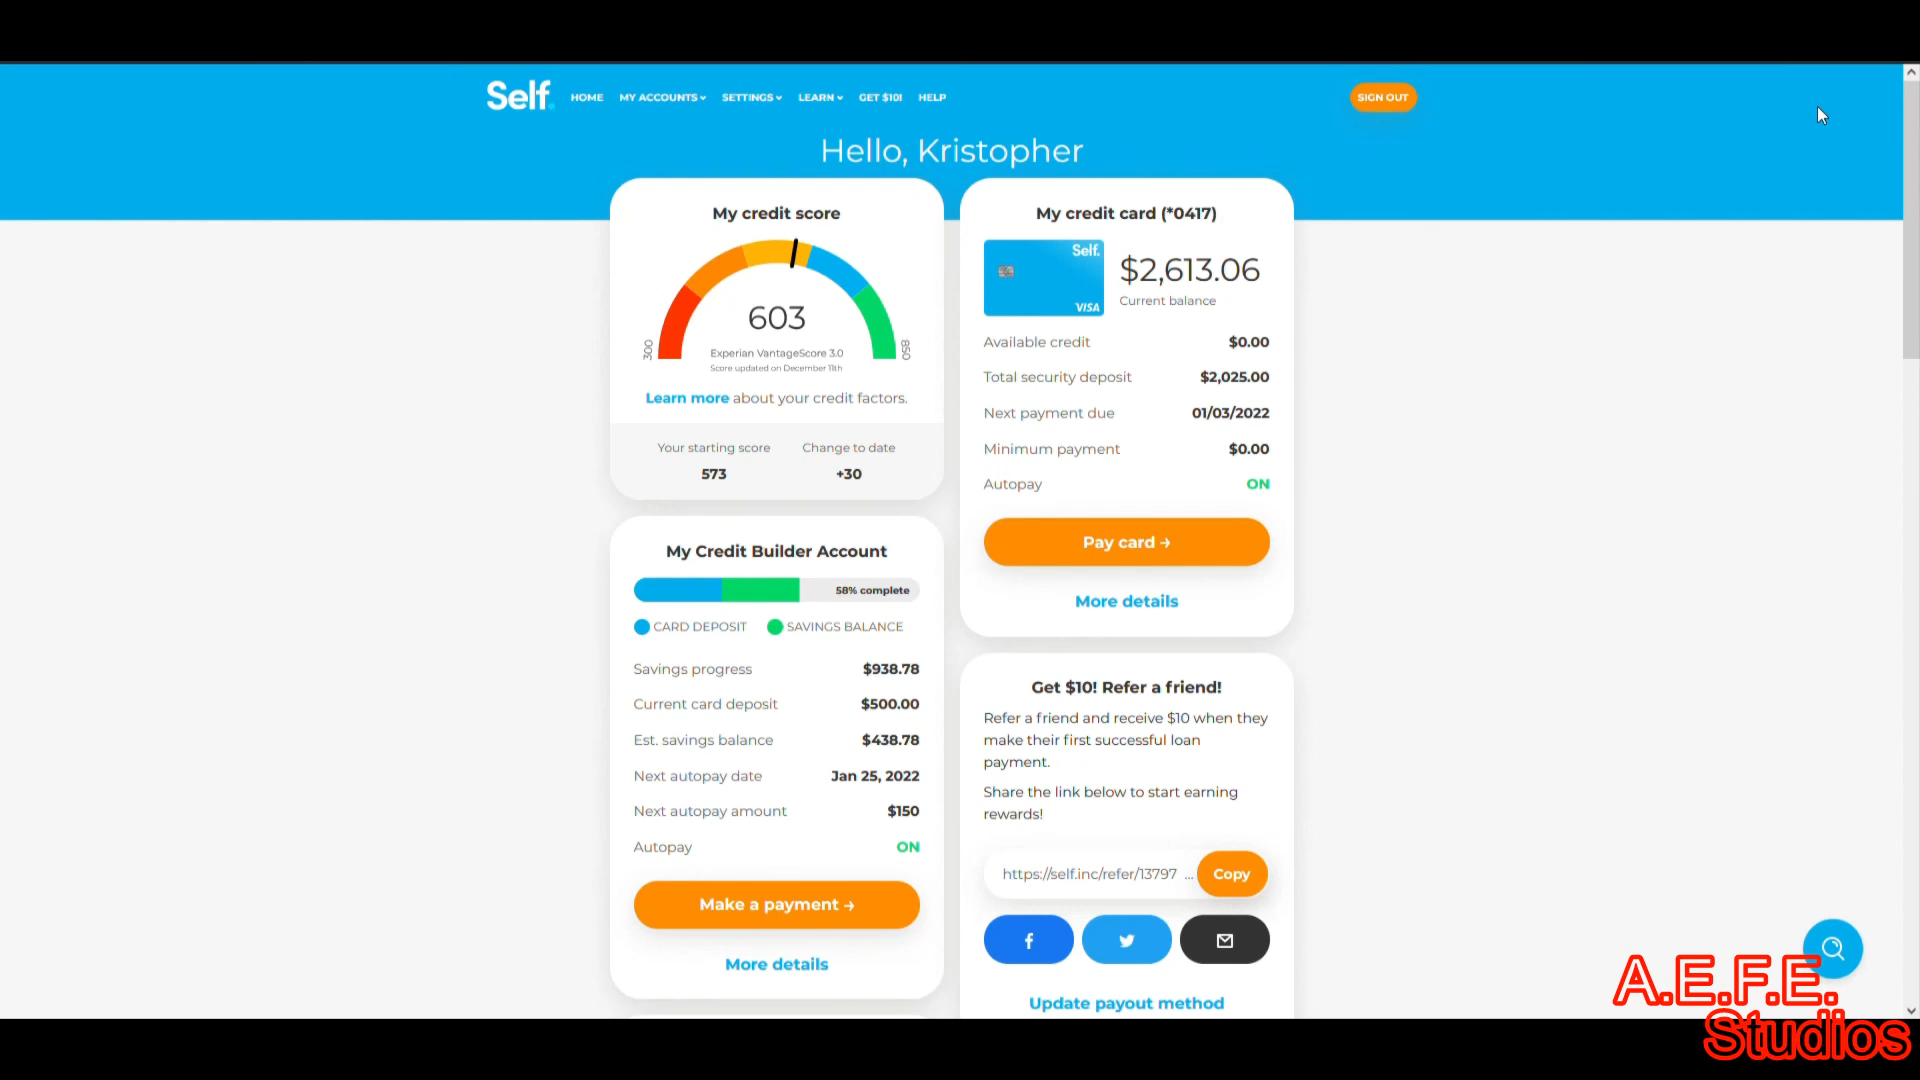 Self.
HOME MY ACCOUNTS SETTINGS LEARN GET $10! HELP
SIGN OUT
Hello, Kristopher
My credit score
603
300
850
Experian VantageScore 3.0
Score updated on December 11th
Learn more about your credit factors.
Your starting score
573
Change to date
+30
My credit card (*0417)
Self.
VISA
$2,613.06
Current balance
Available credit $0.00
Total security deposit $2,025.00
Next payment due 01/03/2022
Minimum payment $0.00
Autopay ON
Pay card →
More details
My Credit Builder Account
58% complete
CARD DEPOSIT SAVINGS BALANCE
Savings progress $938.78
Current card deposit $500.00
Est. savings balance $438.78
Next autopay date Jan 25, 2022
Next autopay amount $150
Autopay ON
Make a payment →
More details
Get $10! Refer a friend!
Refer a friend and receive $10 when they
make their first successful loan
payment.
Share the link below to start earning
rewards!
https://self.inc/refer/13797 ...
Copy
Update payout method
A.E.F.E.
Studios